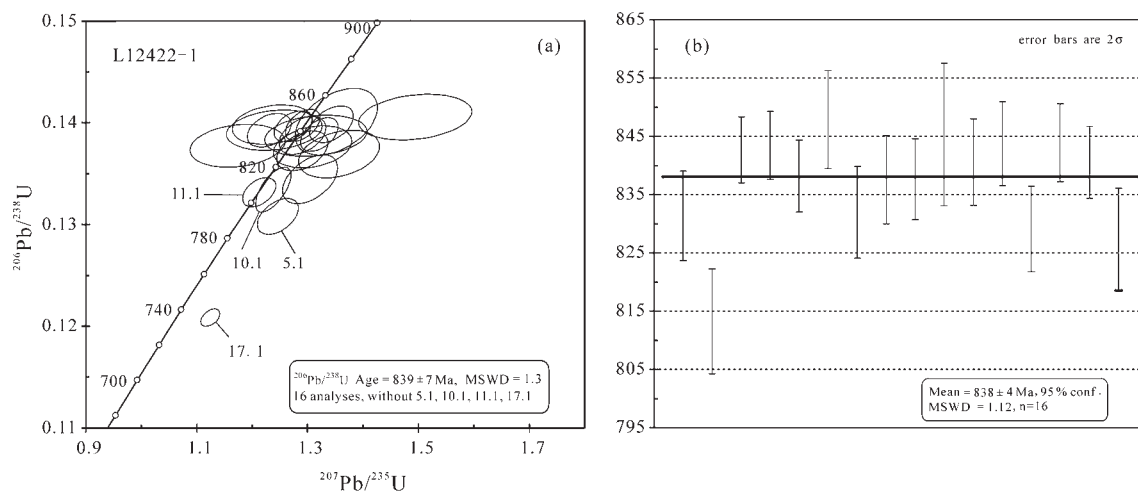 (a)
L12422-1
0.15
0.14
0.13
0.12
0.11
²⁰⁶Pb/²³⁸U
900
860
820
780
740
700
11.1
10.1
5.1
17. 1
²⁰⁶Pb/²³⁸U Age = 839 ± 7 Ma, MSWD = 1.3
16 analyses, without 5.1, 10.1, 11.1, 17.1
0.9
1.1
1.3
1.5
1.7
²⁰⁷Pb/²³⁵U
(b)
error bars are 2σ
865
855
845
835
825
815
805
795
Mean = 838 ± 4 Ma, 95% conf.
MSWD = 1.12, n=16